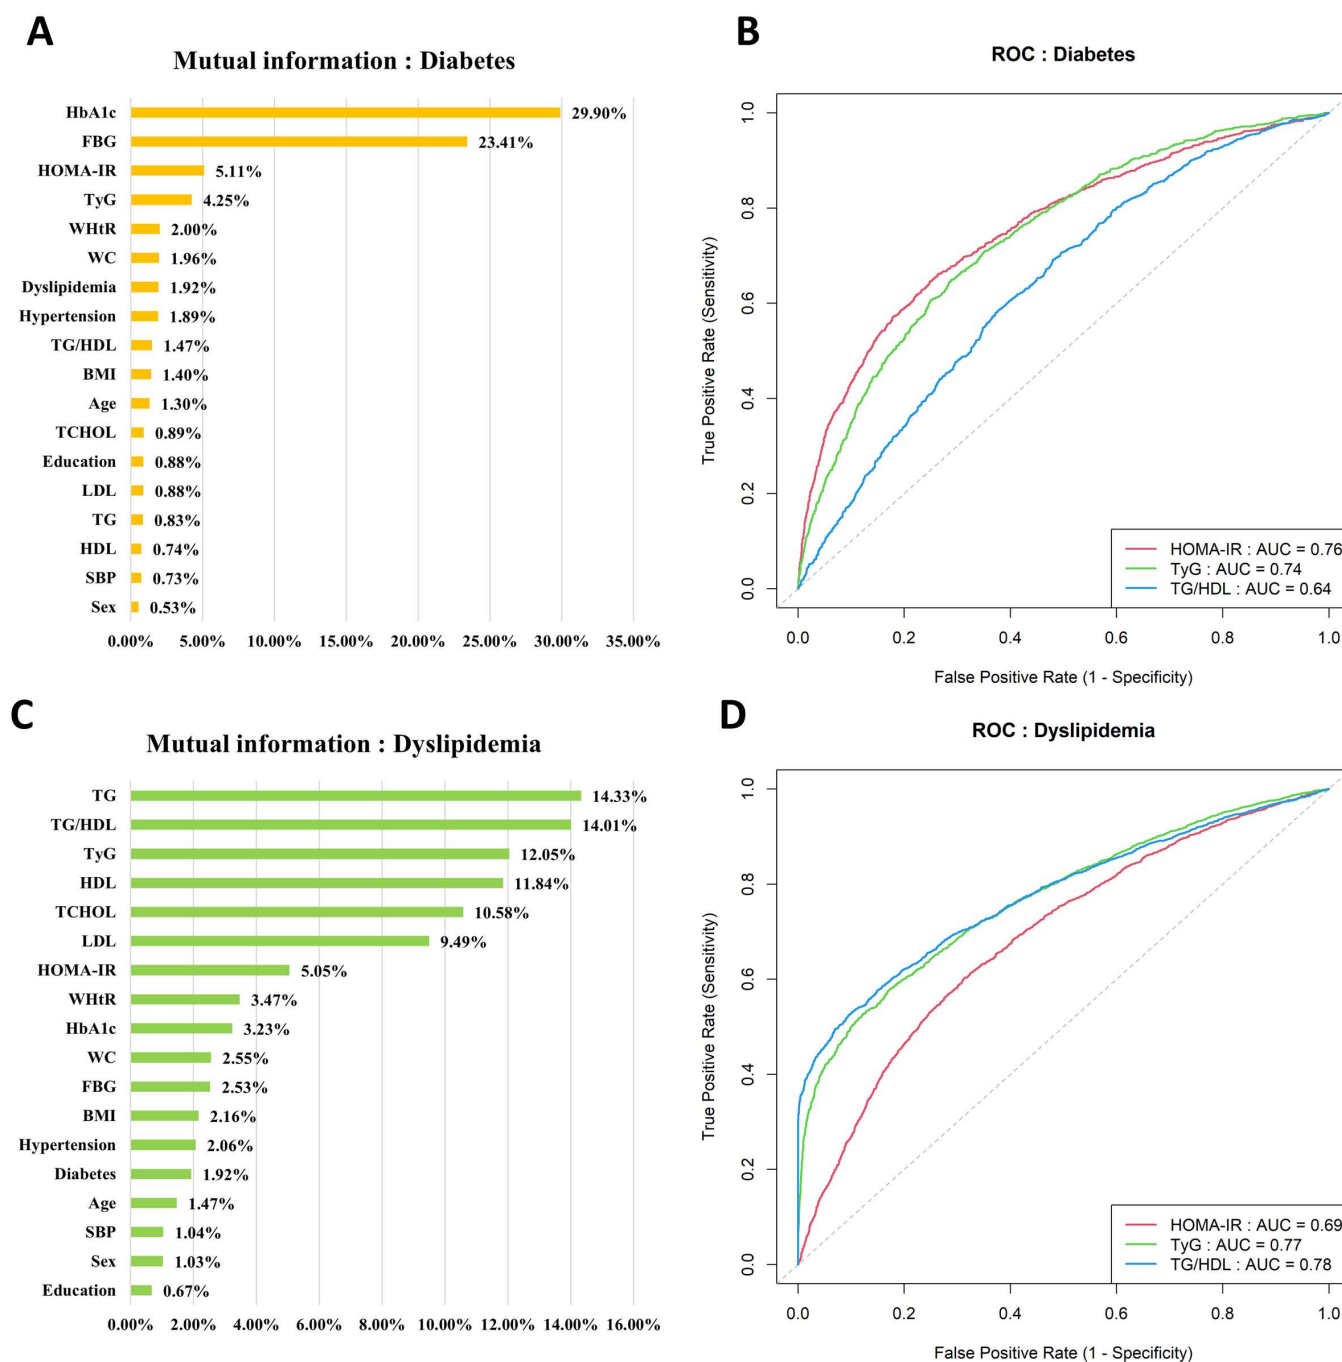 A
Mutual information : Diabetes
HbA1c 29.90%
FBG 23.41%
HOMA-IR 5.11%
TyG 4.25%
WHtR 2.00%
WC 1.96%
Dyslipidemia 1.92%
Hypertension 1.89%
TG/HDL 1.47%
BMI 1.40%
Age 1.30%
TCHOL 0.89%
Education 0.88%
LDL 0.88%
TG 0.83%
HDL 0.74%
SBP 0.73%
Sex 0.53%
0.00% 5.00% 10.00% 15.00% 20.00% 25.00% 30.00% 35.00%
B
ROC : Diabetes
True Positive Rate (Sensitivity)
1.0
0.8
0.6
0.4
0.2
0.0
HOMA-IR : AUC = 0.76
TyG : AUC = 0.74
TG/HDL : AUC = 0.64
0.0 0.2 0.4 0.6 0.8 1.0
False Positive Rate (1 - Specificity)
C
Mutual information : Dyslipidemia
TG 14.33%
TG/HDL 14.01%
TyG 12.05%
HDL 11.84%
TCHOL 10.58%
LDL 9.49%
HOMA-IR 5.05%
WHtR 3.47%
HbA1c 3.23%
WC 2.55%
FBG 2.53%
BMI 2.16%
Hypertension 2.06%
Diabetes 1.92%
Age 1.47%
SBP 1.04%
Sex 1.03%
Education 0.67%
0.00% 2.00% 4.00% 6.00% 8.00% 10.00% 12.00% 14.00% 16.00%
D
ROC : Dyslipidemia
True Positive Rate (Sensitivity)
1.0
0.8
0.6
0.4
0.2
0.0
HOMA-IR : AUC = 0.69
TyG : AUC = 0.77
TG/HDL : AUC = 0.78
0.0 0.2 0.4 0.6 0.8 1.0
False Positive Rate (1 - Specificity)